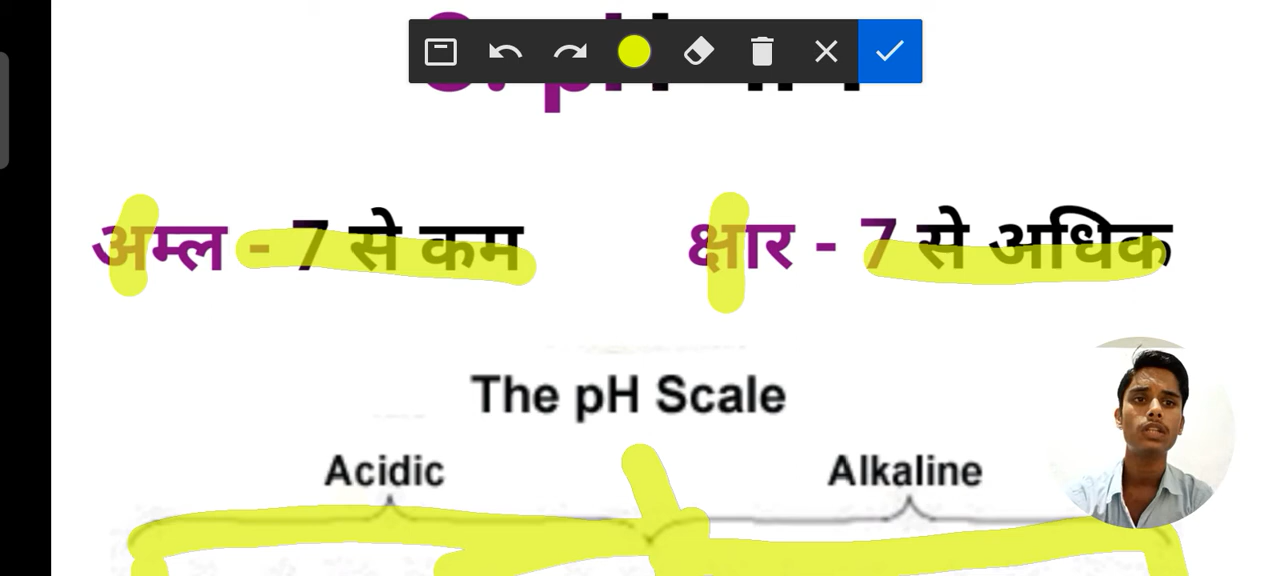 अम्ल - 7 से कम
क्षार - 7 से अधिक
The pH Scale
Acidic
Alkaline